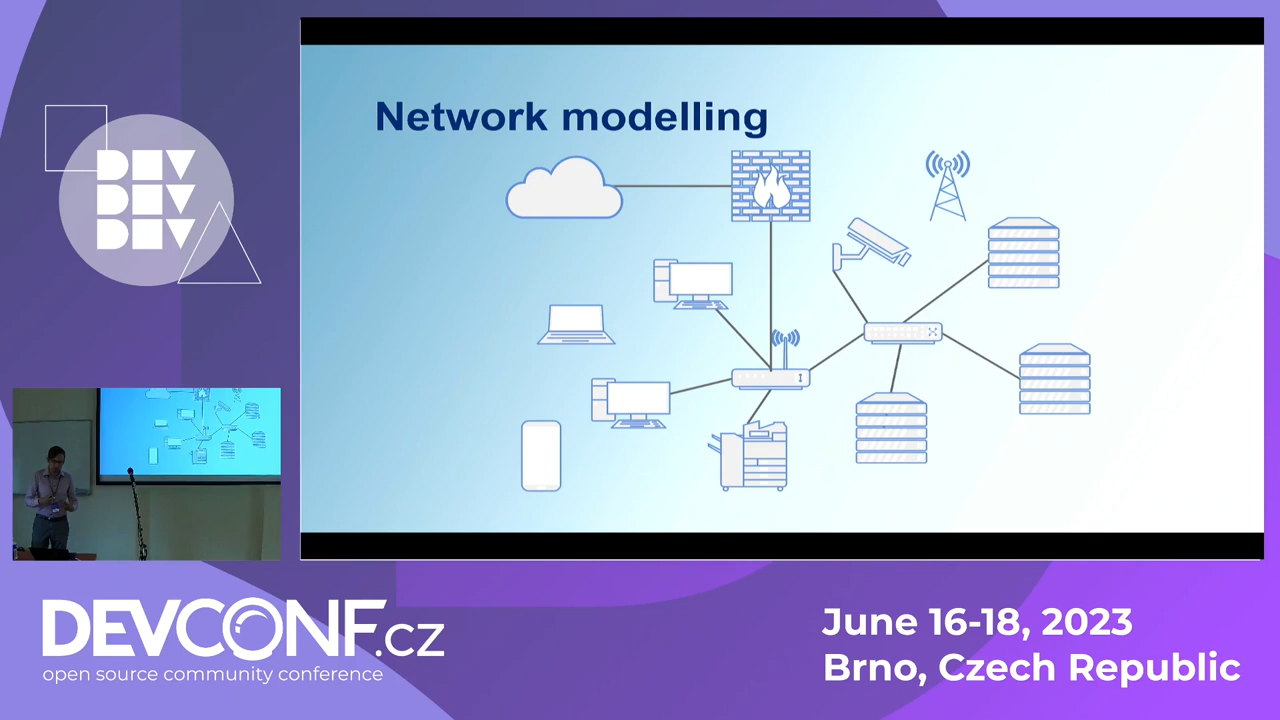 Network modelling
DEV
DEV
DEV
DEVCONF.cz
open source community conference
June 16-18, 2023
Brno, Czech Republic